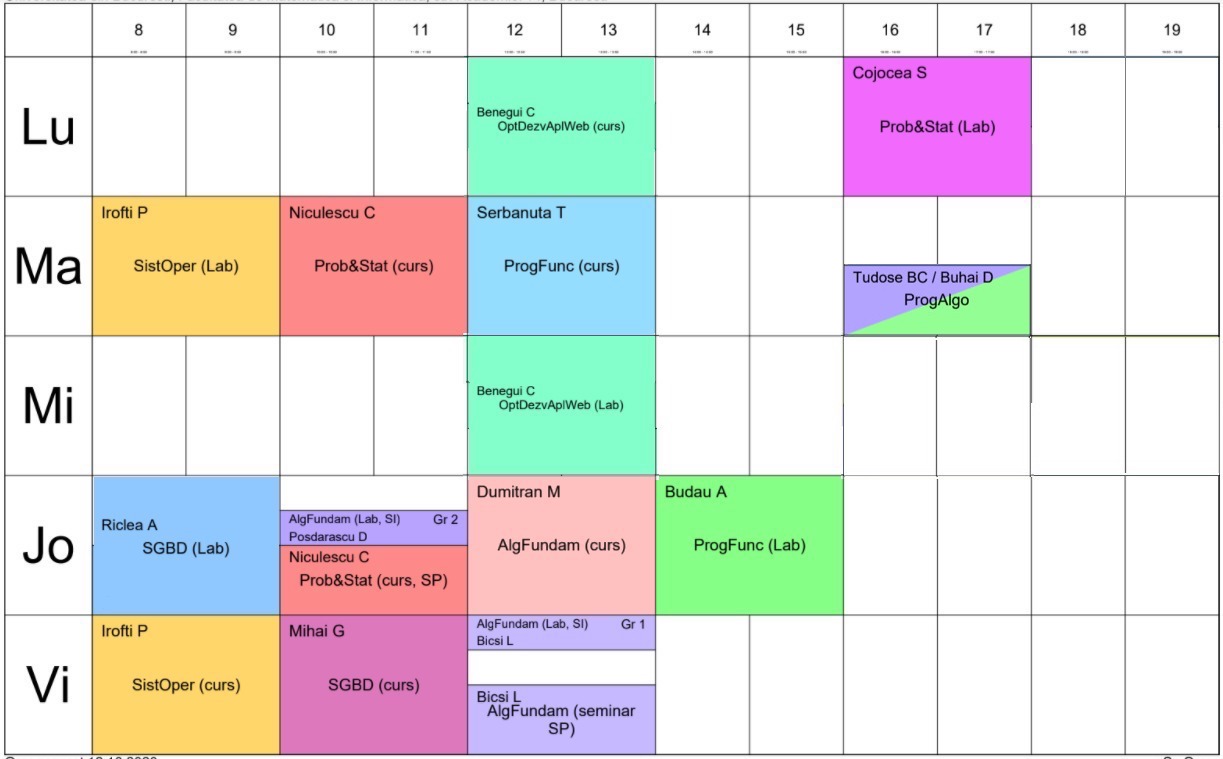 8 9 10 11 12 13 14 15 16 17 18 19
Lu
Benegui C
OptDezvAplWeb (curs)
Cojocea S
Prob&Stat (Lab)
Ma
Irofti P
SistOper (Lab)
Niculescu C
Prob&Stat (curs)
Serbanuta T
ProgFunc (curs)
Tudose BC / Buhai D
ProgAlgo
Mi
Benegui C
OptDezvAplWeb (Lab)
Jo
Riclea A
SGBD (Lab)
AlgFundam (Lab, SI) Gr 2
Posdarascu D
Niculescu C
Prob&Stat (curs, SP)
Dumitran M
AlgFundam (curs)
Budau A
ProgFunc (Lab)
Vi
Irofti P
SistOper (curs)
Mihai G
SGBD (curs)
AlgFundam (Lab, SI) Gr 1
Bicsi L
Bicsi L
AlgFundam (seminar
SP)